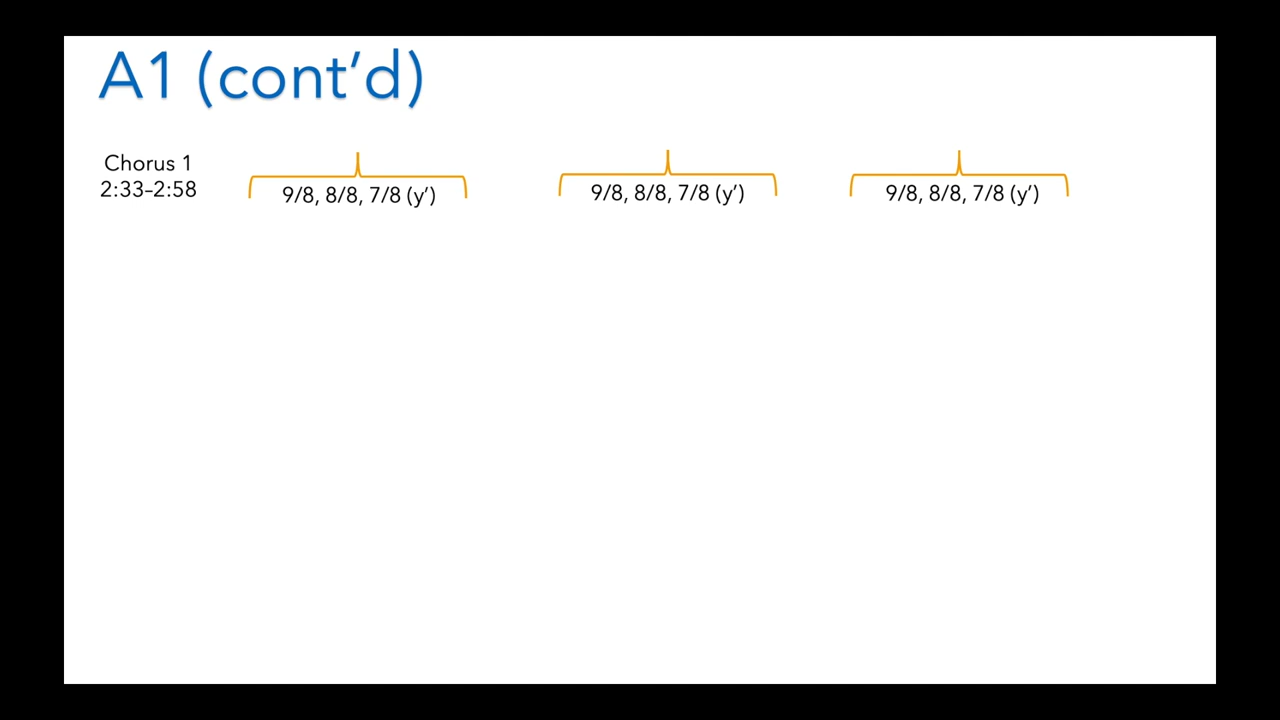 A1 (cont’d)
Chorus 1
2:33–2:58
9/8, 8/8, 7/8 (y’)
9/8, 8/8, 7/8 (y’)
9/8, 8/8, 7/8 (y’)